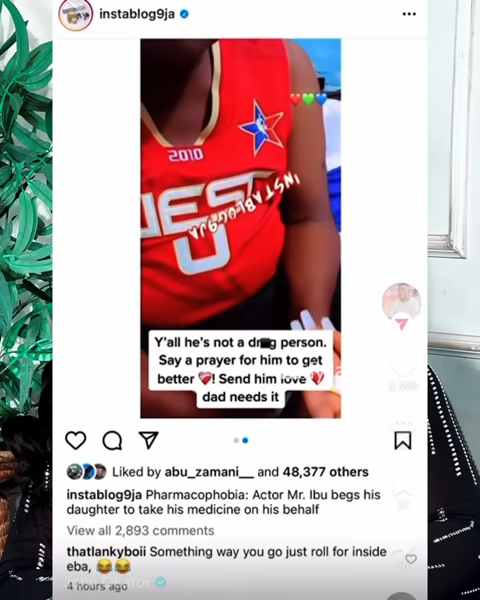 instablog9ja
2010
WEST
INSTABLOG9JA
Y'all he's not a dr g person.
Say a prayer for him to get
better ! Send him love
dad needs it
Liked by abu_zamani__ and 48,377 others
instablog9ja Pharmacophobia: Actor Mr. Ibu begs his
daughter to take his medicine on his behalf
View all 2,893 comments
thatlankyboii Something way you go just roll for inside
eba, 😂😂
4 hours ago